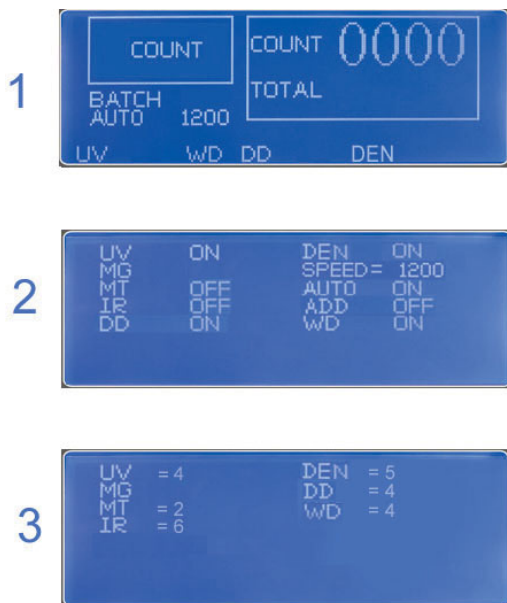 1
COUNT
COUNT 0000
BATCH
TOTAL
AUTO 1200
UV WD DD DEN
2
UV ON DEN ON
MG SPEED= 1200
MT OFF AUTO ON
IR OFF ADD OFF
DD ON WD ON
3
UV =4 DEN =5
MG DD =4
MT =2 WD =4
IR =6